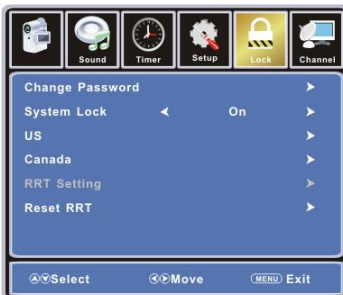 Sound Timer Setup Lock Channel
Change Password
System Lock On
US
Canada
RRT Setting
Reset RRT
Select Move MENU Exit